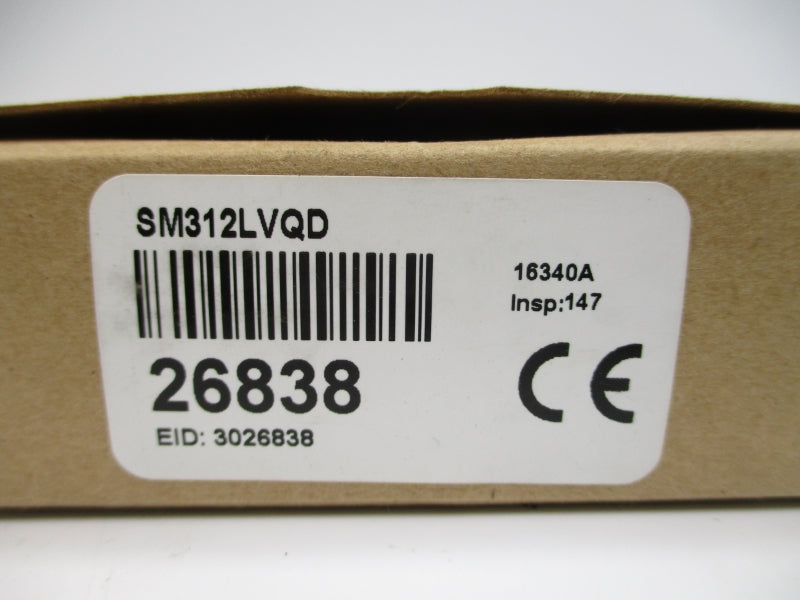 SM312LVQD
16340A
Insp:147
26838
EID: 3026838
CE